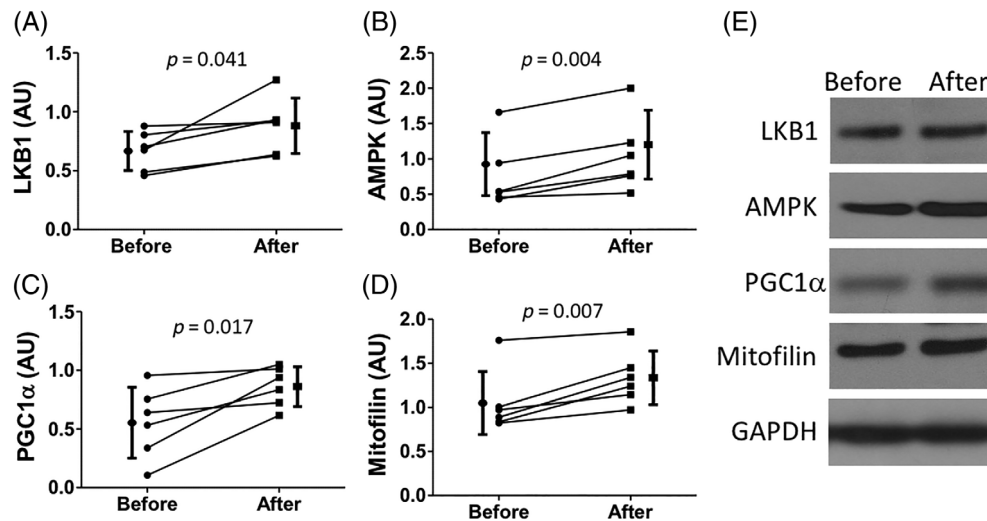 (A)
p = 0.041
LKB1 (AU)
1.5
1.0
0.5
0.0
Before After
(B)
p = 0.004
AMPK (AU)
2.5
2.0
1.5
1.0
0.5
0.0
Before After
(C)
p = 0.017
PGC1α (AU)
1.5
1.0
0.5
0.0
Before After
(D)
p = 0.007
Mitofilin (AU)
2.0
1.5
1.0
0.5
0.0
Before After
(E)
Before After
LKB1
AMPK
PGC1α
Mitofilin
GAPDH